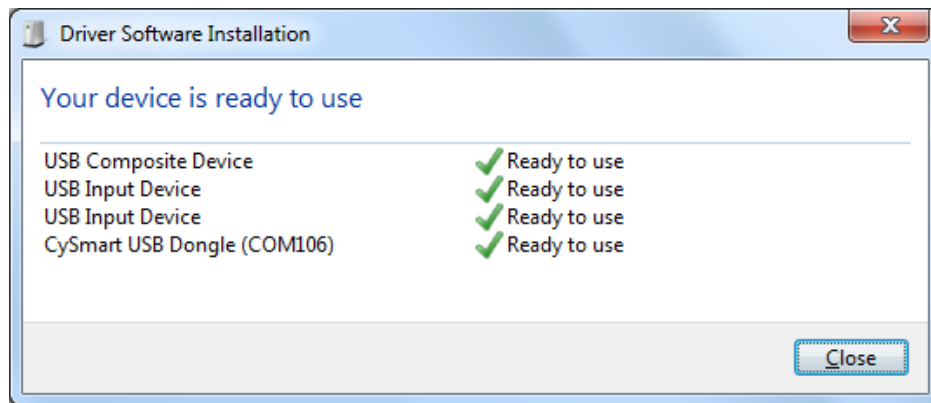 Driver Software Installation
Your device is ready to use
USB Composite Device Ready to use
USB Input Device Ready to use
USB Input Device Ready to use
CySmart USB Dongle (COM106) Ready to use
Close